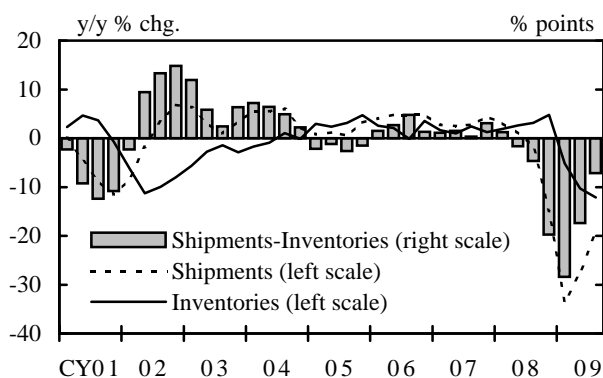 y/y % chg. % points
20
10
0
-10
-20
-30
-40
Shipments-Inventories (right scale)
Shipments (left scale)
Inventories (left scale)
CY01 02 03 04 05 06 07 08 09